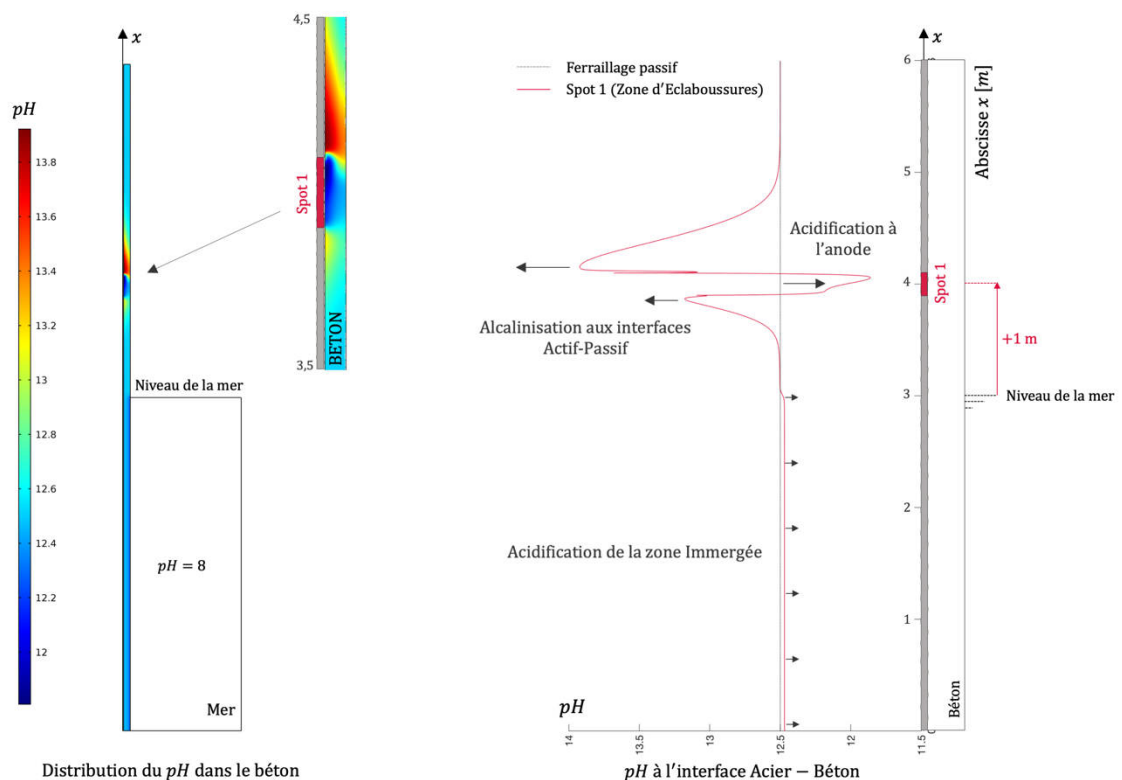 x
pH
13.8
13.6
13.4
13.2
13
12.8
12.6
12.4
12.2
12
4,5
Spot 1
BETON
3,5
Niveau de la mer
pH = 8
Mer
Distribution du pH dans le béton
x
Ferraillage passif
Spot 1 (Zone d'Eclaboussures)
Acidification à
l'anode
Alcalinisation aux interfaces
Actif-Passif
Acidification de la zone Immergée
6
5
4
3
2
1
Abscisse x [m]
Spot 1
+1 m
Niveau de la mer
Béton
pH
14
13.5
13
12.5
12
11.5
pH à l'interface Acier – Béton